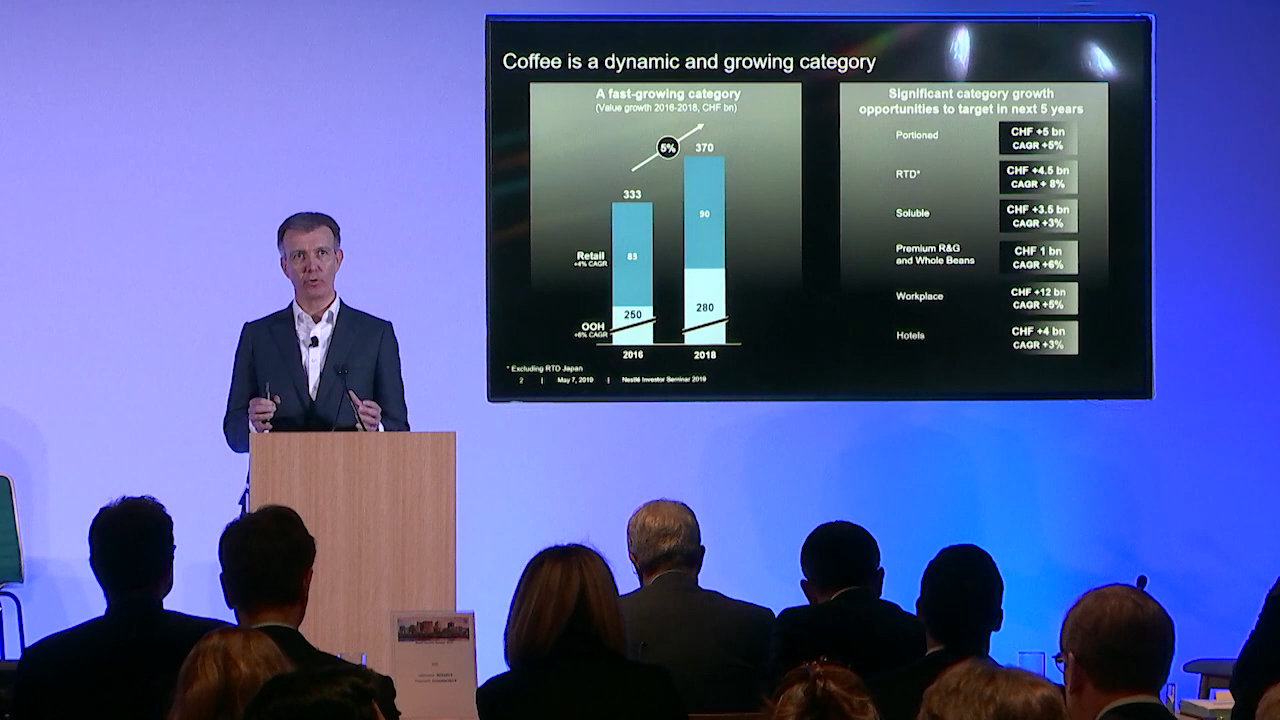 Coffee is a dynamic and growing category
A fast-growing category
(Value growth 2016-2018, CHF bn)
5%
370
333
90
Retail
+4% CAGR
83
280
250
OOH
+6% CAGR
2016
2018
Significant category growth
opportunities to target in next 5 years
Portioned
CHF +5 bn
CAGR +5%
RTD*
CHF +4.5 bn
CAGR + 8%
Soluble
CHF +3.5 bn
CAGR +3%
Premium R&G
and Whole Beans
CHF 1 bn
CAGR +6%
Workplace
CHF +12 bn
CAGR +5%
Hotels
CHF +4 bn
CAGR +3%
* Excluding RTD Japan
2 | May 7, 2019 | Nestlé Investor Seminar 2019